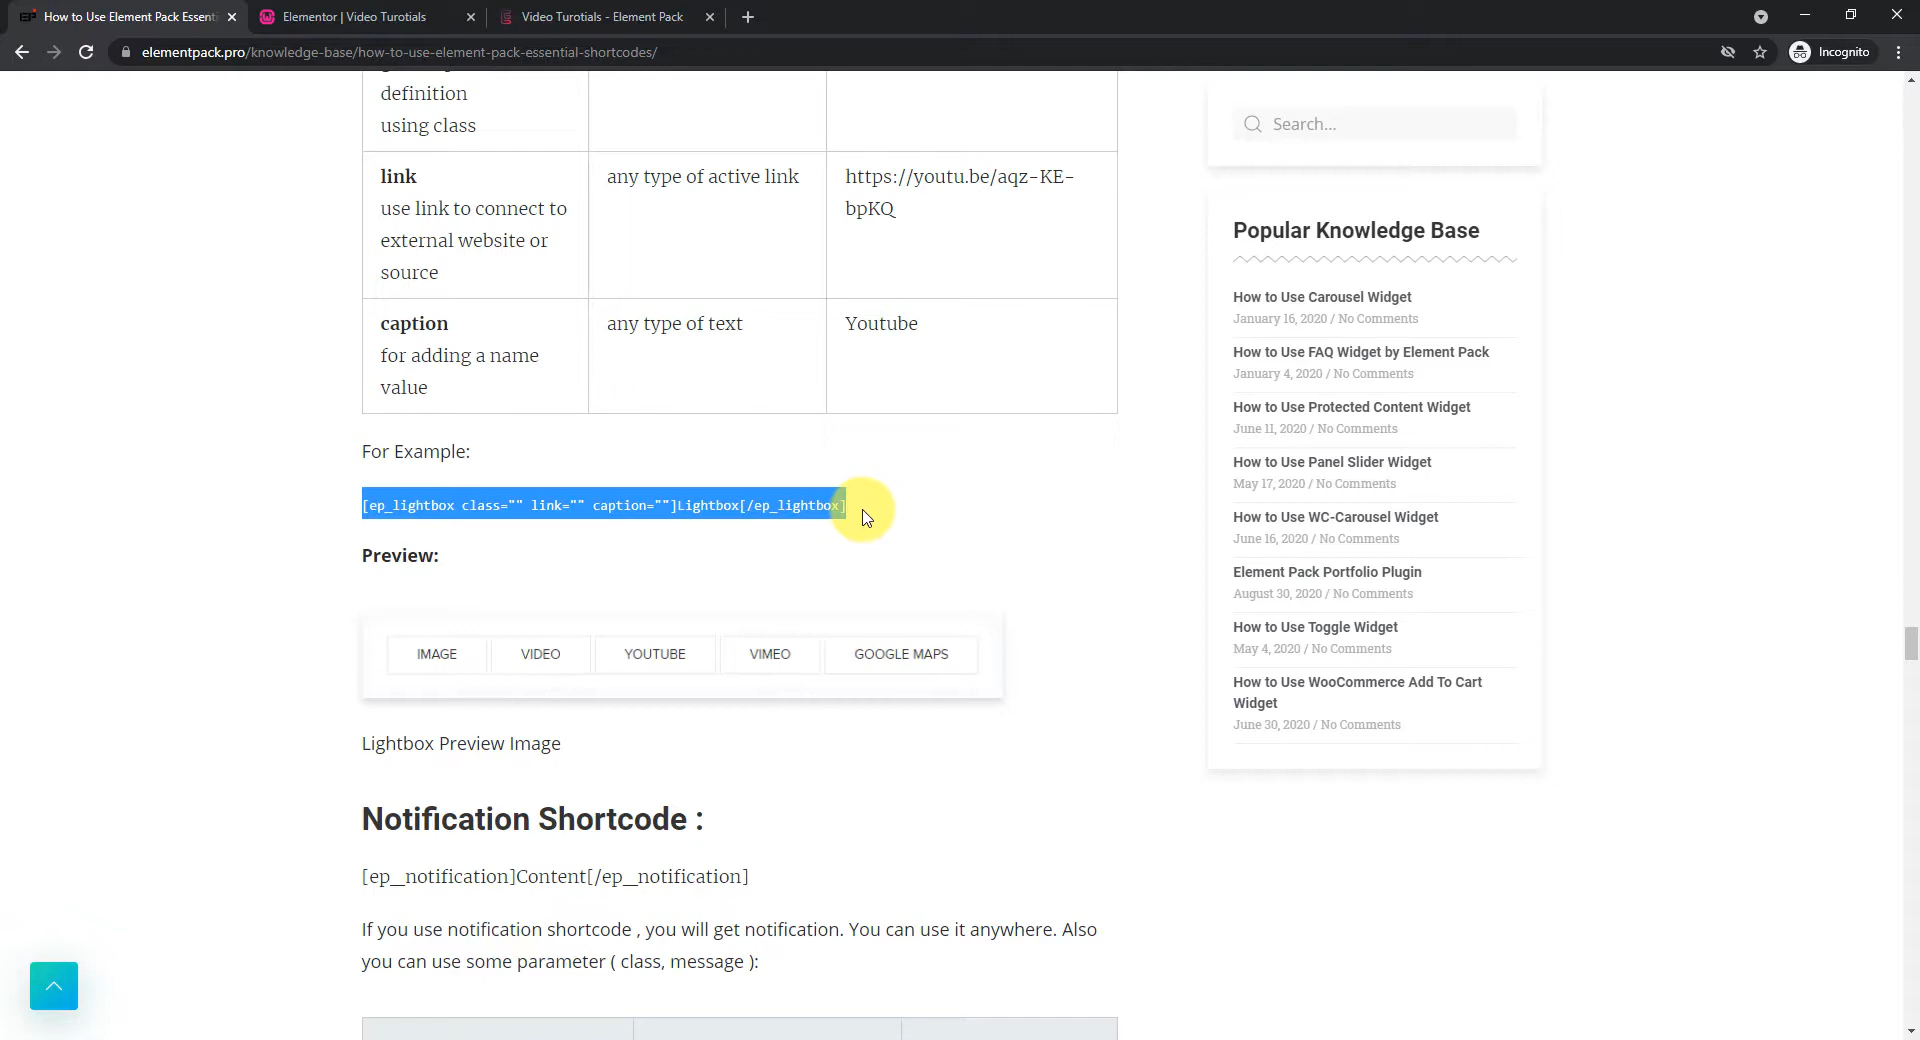 How to Use Element Pack Essenti
Elementor | Video Turotials
Video Turotials - Element Pack
elementpack.pro/knowledge-base/how-to-use-element-pack-essential-shortcodes/
Incognito
definition
using class
link
use link to connect to
external website or
source
any type of active link
https://youtu.be/aqz-KE-
bpKQ
caption
for adding a name
value
any type of text
Youtube
For Example:
[ep_lightbox class="" link="" caption=""]Lightbox[/ep_lightbox]
Preview:
IMAGE
VIDEO
YOUTUBE
VIMEO
GOOGLE MAPS
Lightbox Preview Image
Notification Shortcode :
[ep_notification]Content[/ep_notification]
If you use notification shortcode , you will get notification. You can use it anywhere. Also
you can use some parameter ( class, message ):
Search...
Popular Knowledge Base
How to Use Carousel Widget
January 16, 2020 / No Comments
How to Use FAQ Widget by Element Pack
January 4, 2020 / No Comments
How to Use Protected Content Widget
June 11, 2020 / No Comments
How to Use Panel Slider Widget
May 17, 2020 / No Comments
How to Use WC-Carousel Widget
June 16, 2020 / No Comments
Element Pack Portfolio Plugin
August 30, 2020 / No Comments
How to Use Toggle Widget
May 4, 2020 / No Comments
How to Use WooCommerce Add To Cart
Widget
June 30, 2020 / No Comments